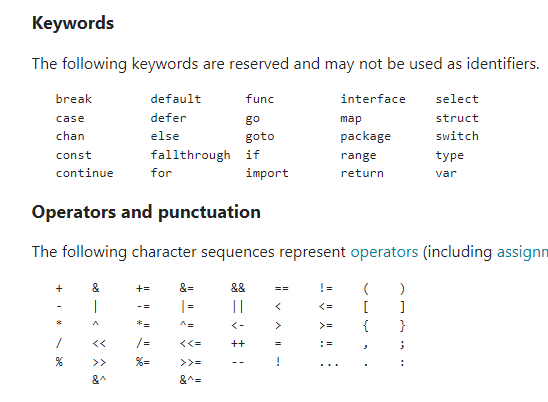 Keywords
The following keywords are reserved and may not be used as identifiers.
break default func interface select
case defer go map struct
chan else goto package switch
const fallthrough if range type
continue for import return var
Operators and punctuation
The following character sequences represent operators (including
+ & += &= && == != ( )
- | -= |= || < <= [ ]
* ^ *= ^= <- > >= { }
/ << /= <<= ++ = := , ;
% >> %= >>= -- ! ... . :
&^ &^=